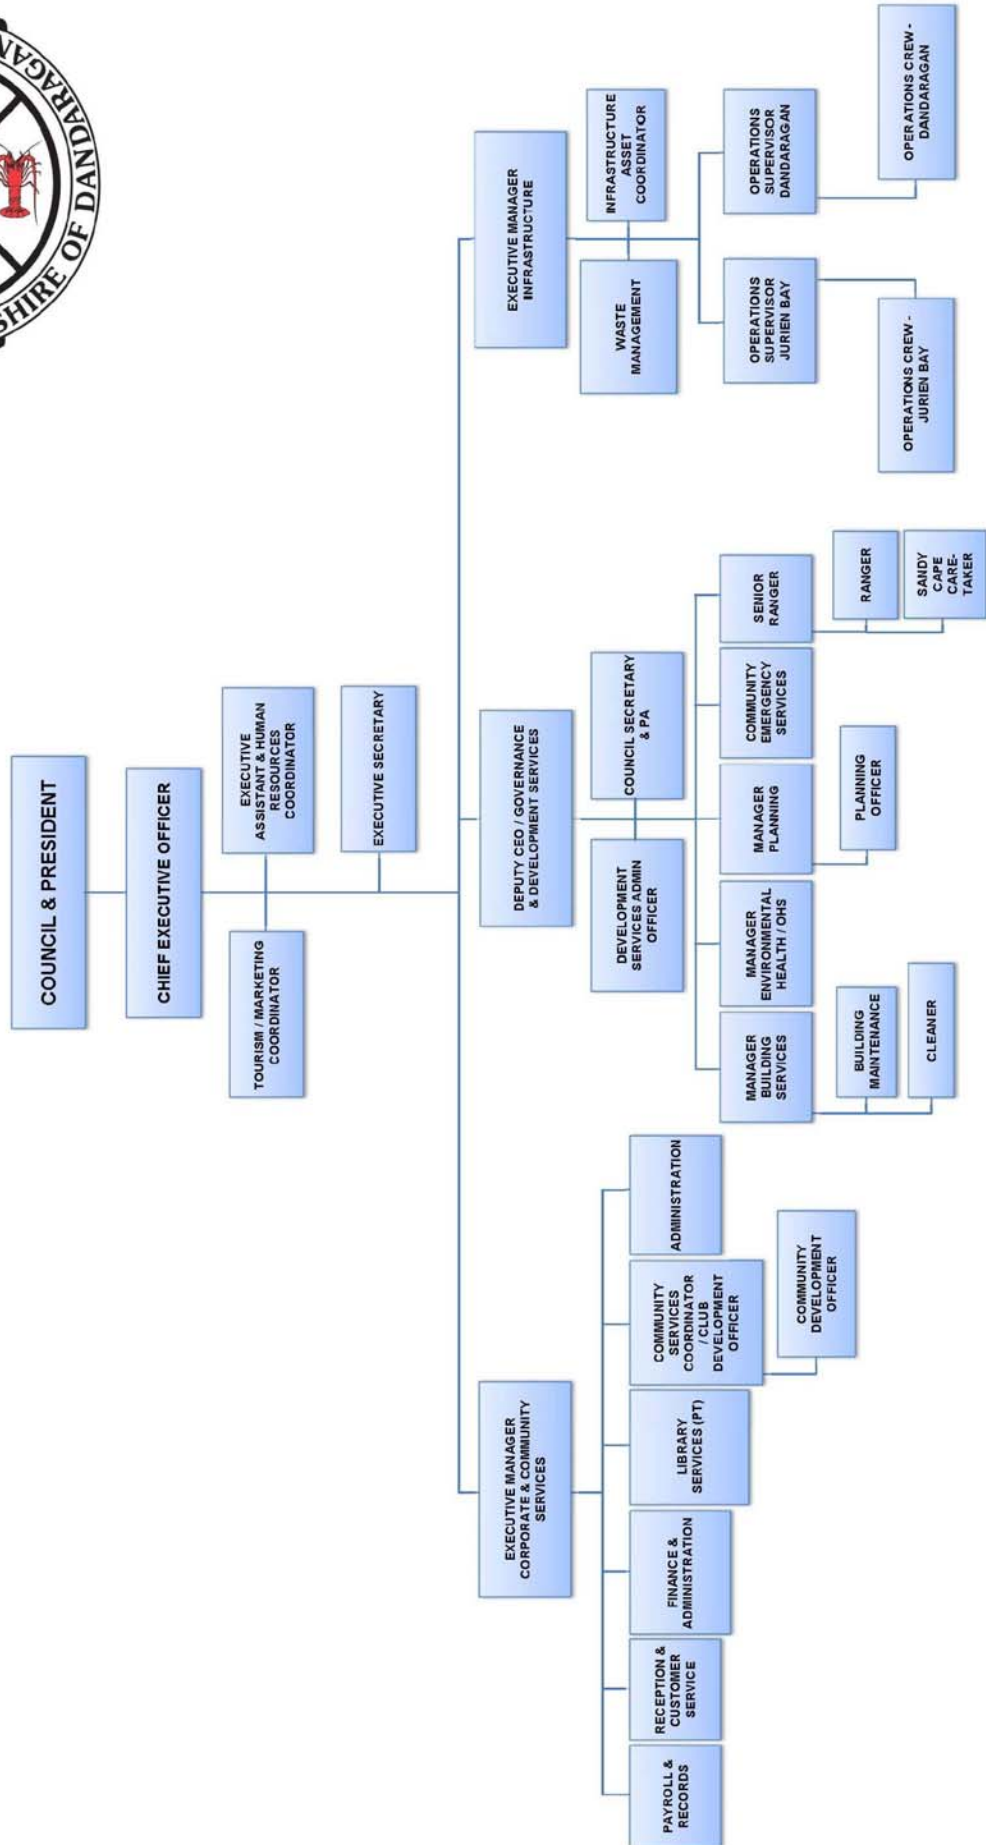 SHIRE OF DANDARAGAN
COUNCIL & PRESIDENT
CHIEF EXECUTIVE OFFICER
TOURISM / MARKETING
COORDINATOR
EXECUTIVE
ASSISTANT & HUMAN
RESOURCES
COORDINATOR
EXECUTIVE SECRETARY
EXECUTIVE MANAGER
CORPORATE & COMMUNITY
SERVICES
PAYROLL &
RECORDS
RECEPTION &
CUSTOMER
SERVICE
FINANCE &
ADMINISTRATION
LIBRARY
SERVICES (PT)
COMMUNITY
SERVICES
COORDINATOR
/ CLUB
DEVELOPMENT
OFFICER
ADMINISTRATION
COMMUNITY
DEVELOPMENT
OFFICER
DEPUTY CEO / GOVERNANCE
& DEVELOPMENT SERVICES
DEVELOPMENT
SERVICES ADMIN
OFFICER
COUNCIL SECRETARY
& PA
MANAGER
BUILDING
SERVICES
MANAGER
ENVIRONMENTAL
HEALTH / OHS
MANAGER
PLANNING
COMMUNITY
EMERGENCY
SERVICES
SENIOR
RANGER
BUILDING
MAINTENANCE
CLEANER
PLANNING
OFFICER
RANGER
SANDY
CAPE
CARE-
TAKER
EXECUTIVE MANAGER
INFRASTRUCTURE
WASTE
MANAGEMENT
INFRASTRUCTURE
ASSET
COORDINATOR
OPERATIONS
SUPERVISOR
JURIEN BAY
OPERATIONS
SUPERVISOR
DANDARAGAN
OPERATIONS CREW -
JURIEN BAY
OPERATIONS CREW -
DANDARAGAN